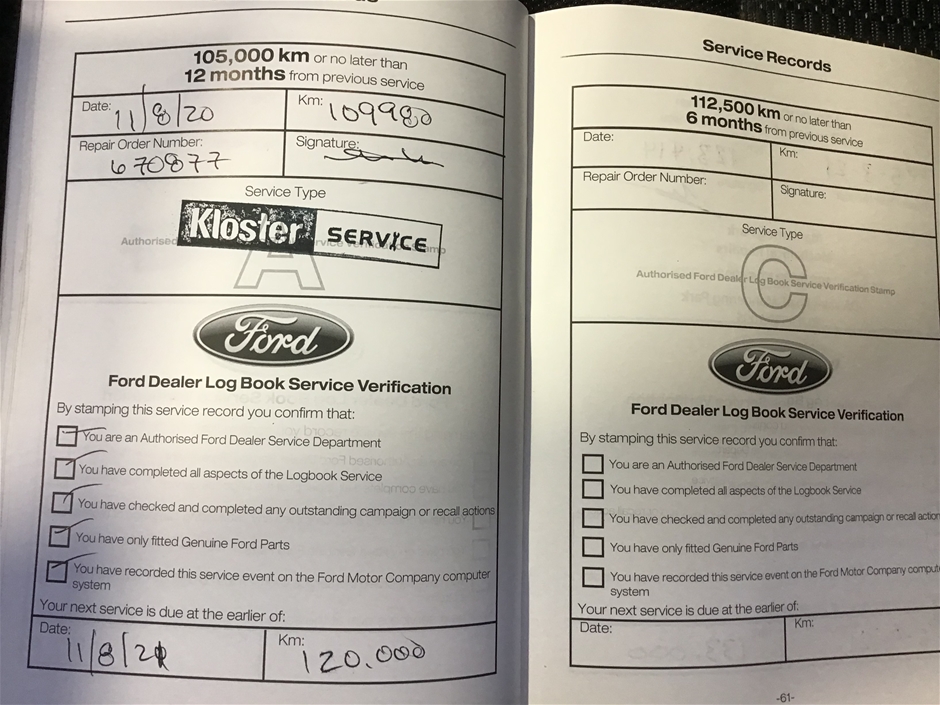 105,000 km or no later than
12 months from previous service
Date: 11/8/20
Km: 109980
Repair Order Number:
670877
Signature:
Service Type
Kloster SERVICE
Authorised
A
Ford
Ford Dealer Log Book Service Verification
By stamping this service record you confirm that:
You are an Authorised Ford Dealer Service Department
You have completed all aspects of the Logbook Service
You have checked and completed any outstanding campaign or recall actions
You have only fitted Genuine Ford Parts
You have recorded this service event on the Ford Motor Company computer
system
Your next service is due at the earlier of:
Date:
11/8/21
Km:
120.000
Service Records
112,500 km or no later than
6 months from previous service
Date:
Km:
Repair Order Number:
Signature:
Service Type
C
Authorised Ford Dealer Log Book Service Verification Stamp
Ford
Ford Dealer Log Book Service Verification
By stamping this service record you confirm that:
You are an Authorised Ford Dealer Service Department
You have completed all aspects of the Logbook Service
You have checked and completed any outstanding campaign or recall action
You have only fitted Genuine Ford Parts
You have recorded this service event on the Ford Motor Company comput
system
Your next service is due at the earlier of:
Date:
Km:
-61-